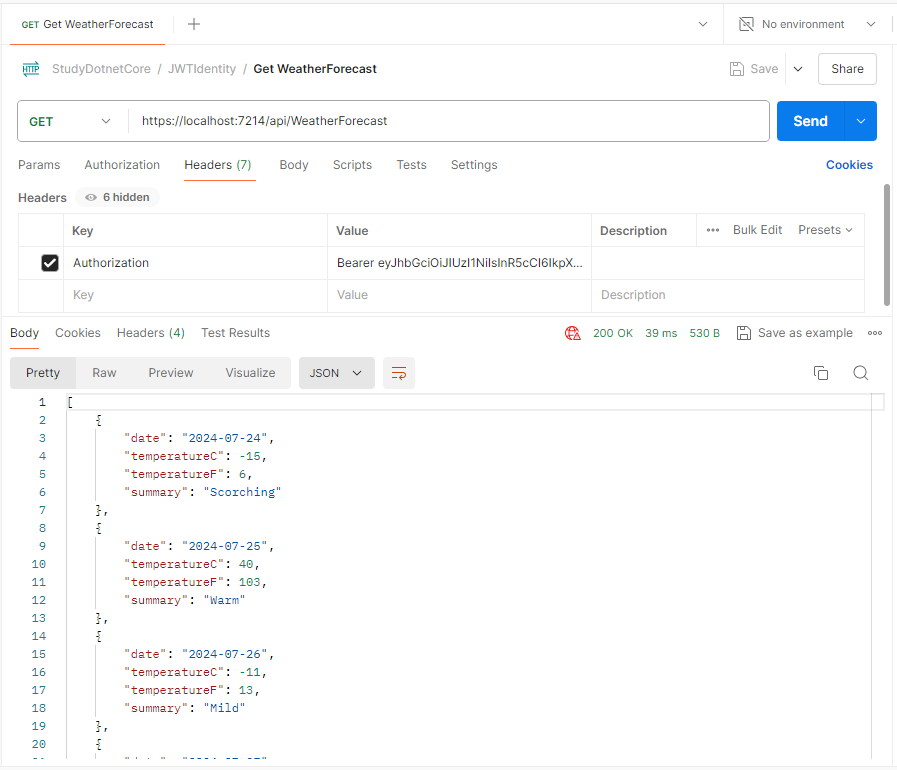 GET Get WeatherForecast
No environment
HTTP StudyDotnetCore / JWTIdentity / Get WeatherForecast
Save
Share
GET
https://localhost:7214/api/WeatherForecast
Send
Params Authorization Headers (7) Body Scripts Tests Settings Cookies
Headers 6 hidden
Key Value Description Bulk Edit Presets
Authorization Bearer eyJhbGciOiJIUzI1NiIsInR5cCI6IkpX...
Key Value Description
Body Cookies Headers (4) Test Results 200 OK 39 ms 530 B Save as example
Pretty Raw Preview Visualize JSON
1 [
2 {
3 "date": "2024-07-24",
4 "temperatureC": -15,
5 "temperatureF": 6,
6 "summary": "Scorching"
7 },
8 {
9 "date": "2024-07-25",
10 "temperatureC": 40,
11 "temperatureF": 103,
12 "summary": "Warm"
13 },
14 {
15 "date": "2024-07-26",
16 "temperatureC": -11,
17 "temperatureF": 13,
18 "summary": "Mild"
19 },
20 {